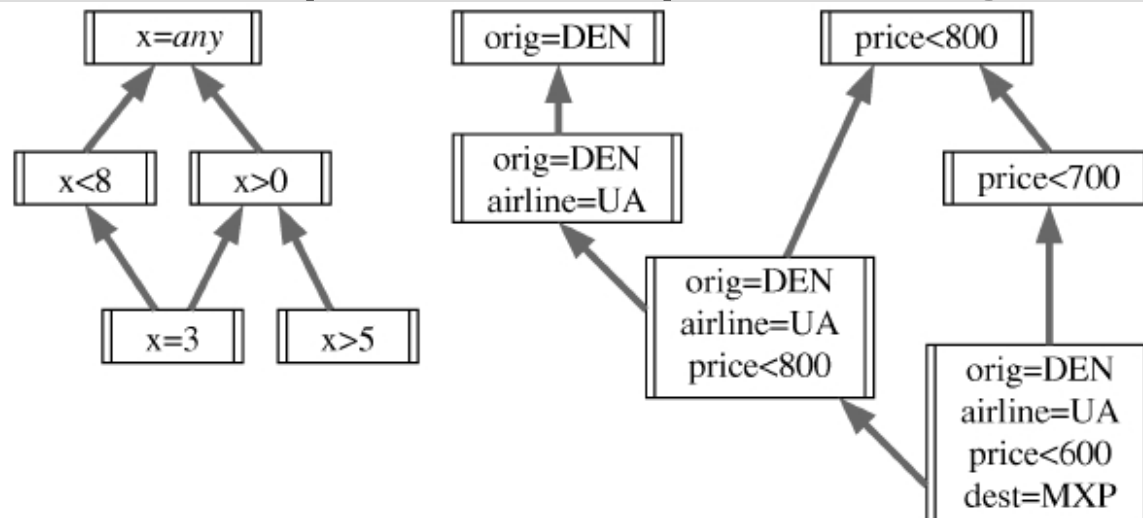 x=any
orig=DEN
price<800
x<8
x>0
orig=DEN
airline=UA
price<700
x=3
x>5
orig=DEN
airline=UA
price<800
orig=DEN
airline=UA
price<600
dest=MXP